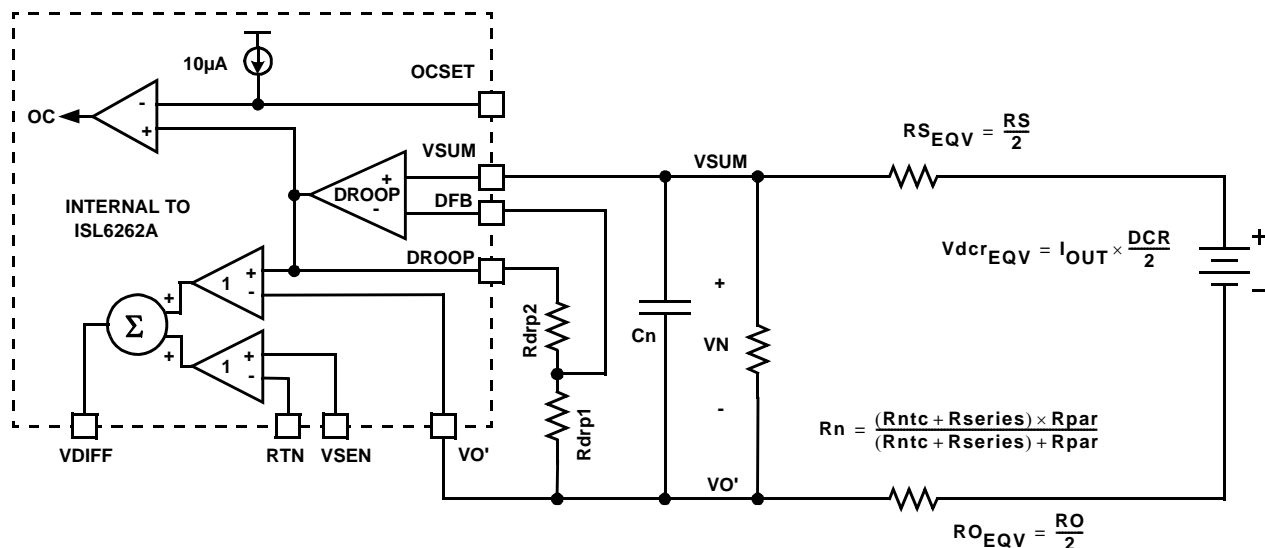 10µA
OCSET
-
OC
+
RS_EQV = RS/2
VSUM
VSUM
+
DROOP
-
DFB
INTERNAL TO
ISL6262A
Vdcr_EQV = I_OUT × DCR/2
+
−
DROOP
+
1
-
+
Σ
+
Rdrp2
Cn
+
VN
-
+
1
-
Rdrp1
Rn = (Rntc + Rseries) × Rpar / (Rntc + Rseries) + Rpar
VDIFF
RTN
VSEN
VO'
VO'
RO_EQV = RO/2